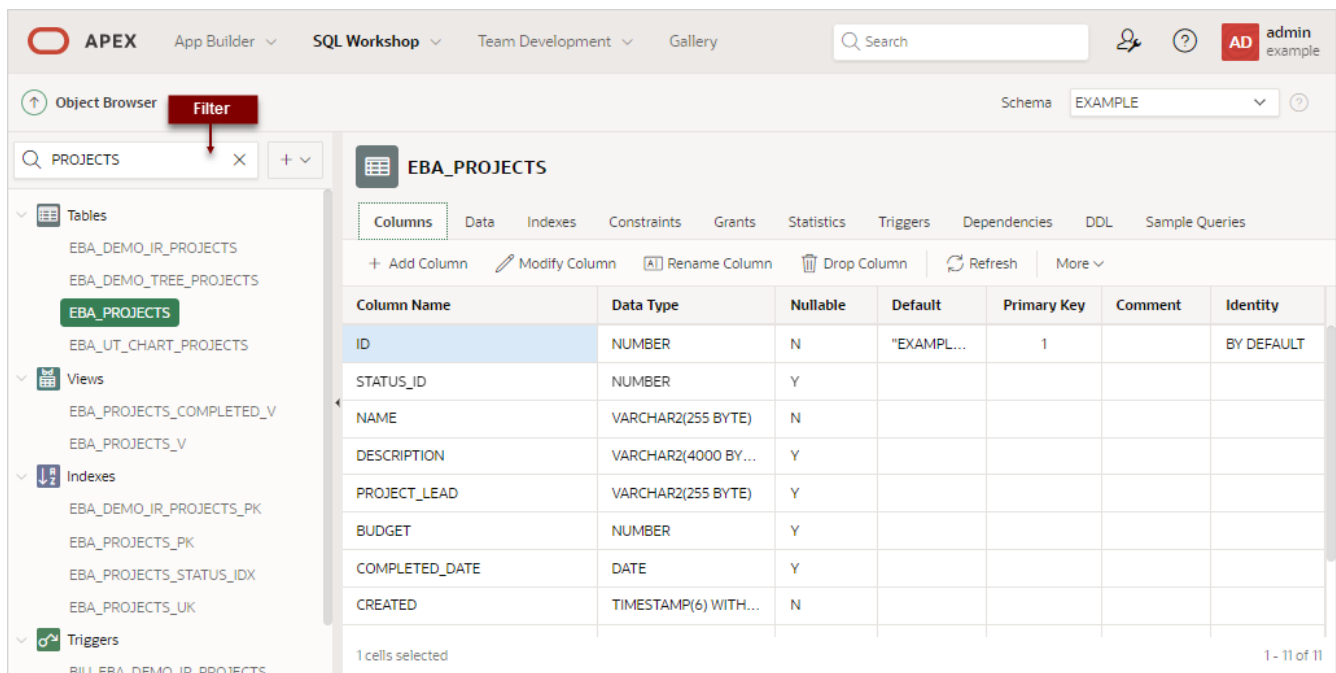 APEX App Builder SQL Workshop Team Development Gallery Search AD admin
example
Object Browser Filter Schema EXAMPLE
PROJECTS
EBA_PROJECTS
Tables
EBA_DEMO_IR_PROJECTS
EBA_DEMO_TREE_PROJECTS
EBA_PROJECTS
EBA_UT_CHART_PROJECTS
Views
EBA_PROJECTS_COMPLETED_V
EBA_PROJECTS_V
Indexes
EBA_DEMO_IR_PROJECTS_PK
EBA_PROJECTS_PK
EBA_PROJECTS_STATUS_IDX
EBA_PROJECTS_UK
Triggers
Columns Data Indexes Constraints Grants Statistics Triggers Dependencies DDL Sample Queries
+ Add Column Modify Column Rename Column Drop Column Refresh More
Column Name Data Type Nullable Default Primary Key Comment Identity
ID NUMBER N "EXAMPL... 1 BY DEFAULT
STATUS_ID NUMBER Y
NAME VARCHAR2(255 BYTE) N
DESCRIPTION VARCHAR2(4000 BY... Y
PROJECT_LEAD VARCHAR2(255 BYTE) Y
BUDGET NUMBER Y
COMPLETED_DATE DATE Y
CREATED TIMESTAMP(6) WITH... N
1 cells selected 1 - 11 of 11